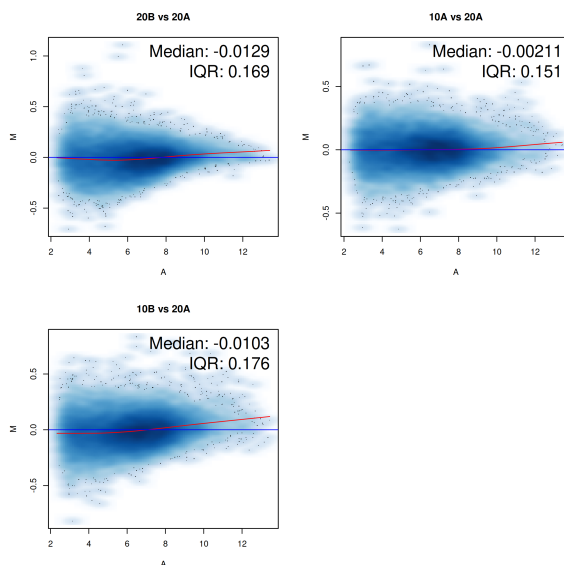 20B vs 20A
Median: -0.0129
IQR: 0.169
M
1.0
0.5
0.0
-0.5
2 4 6 8 10 12
A
10A vs 20A
Median: -0.00211
IQR: 0.151
M
0.5
0.0
-0.5
2 4 6 8 10 12
A
10B vs 20A
Median: -0.0103
IQR: 0.176
M
0.5
0.0
-0.5
2 4 6 8 10 12
A